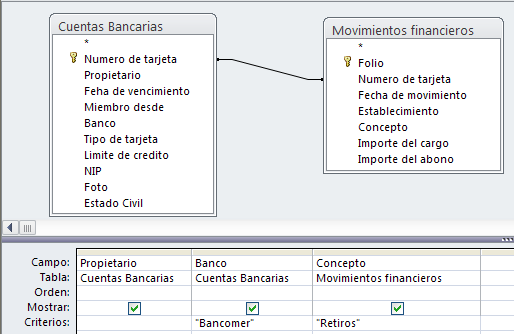 Cuentas Bancarias
*
Numero de tarjeta
Propietario
Feha de vencimiento
Miembro desde
Banco
Tipo de tarjeta
Limite de credito
NIP
Foto
Estado Civil
Movimientos financieros
*
Folio
Numero de tarjeta
Fecha de movimiento
Establecimiento
Concepto
Importe del cargo
Importe del abono
Campo: Propietario Banco Concepto
Tabla: Cuentas Bancarias Cuentas Bancarias Movimientos financieros
Orden:
Mostrar:
Criterios: "Bancomer" "Retiros"